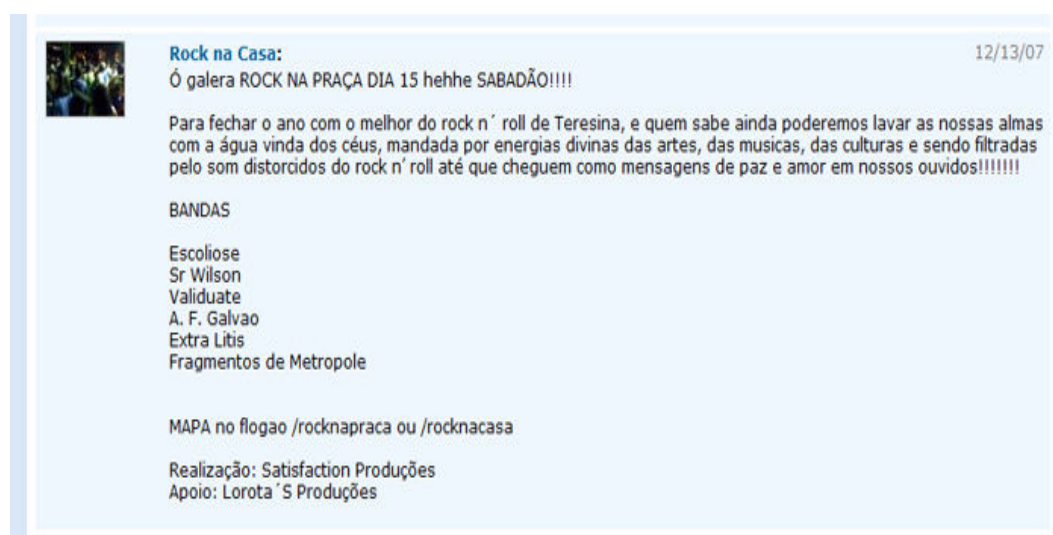 Rock na Casa: 12/13/07
Ó galera ROCK NA PRAÇA DIA 15 hehhe SABADÃO!!!!
Para fechar o ano com o melhor do rock n´ roll de Teresina, e quem sabe ainda poderemos lavar as nossas almas
com a água vinda dos céus, mandada por energias divinas das artes, das musicas, das culturas e sendo filtradas
pelo som distorcidos do rock n´roll até que cheguem como mensagens de paz e amor em nossos ouvidos!!!!!!!
BANDAS
Escoliose
Sr Wilson
Validuate
A. F. Galvao
Extra Litis
Fragmentos de Metropole
MAPA no flogao /rocknapraca ou /rocknacasa
Realização: Satisfaction Produções
Apoio: Lorota´S Produções